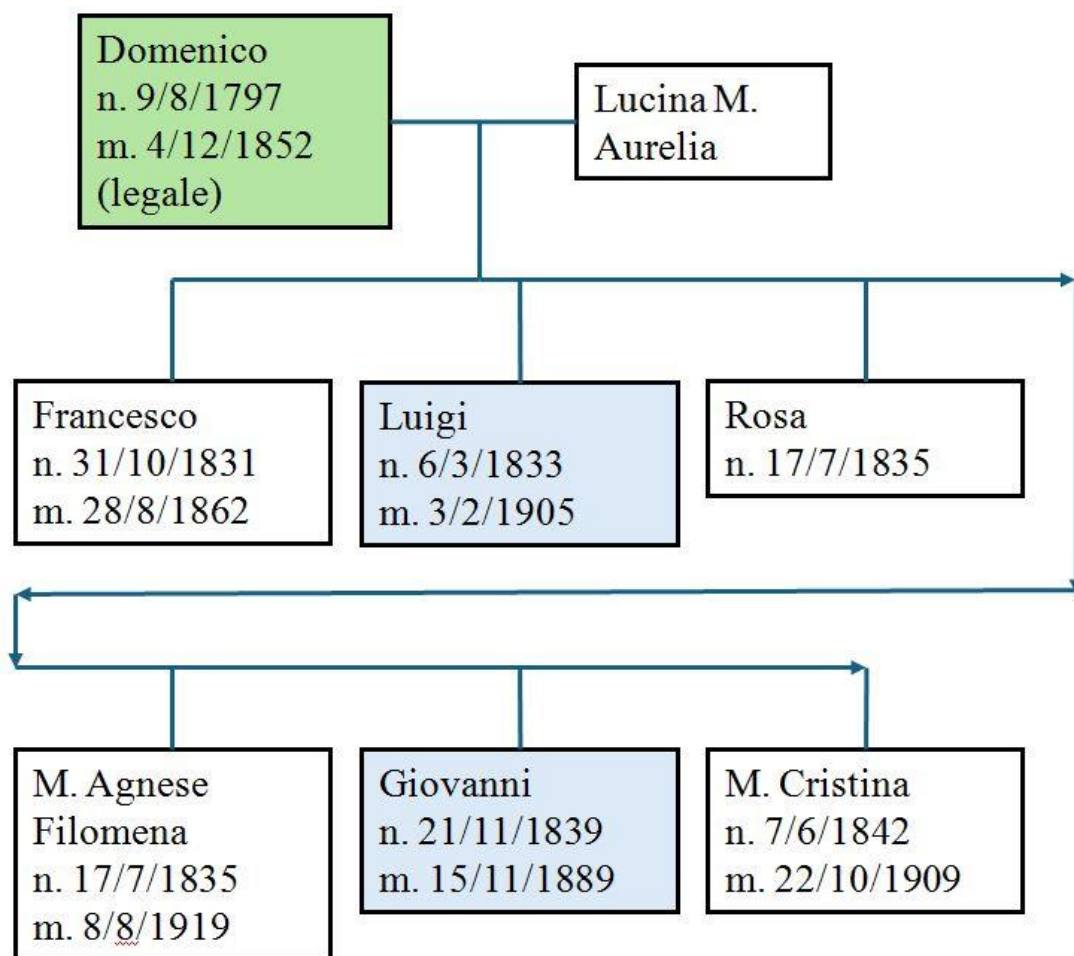 Domenico
n. 9/8/1797
m. 4/12/1852
(legale)
Lucina M.
Aurelia
Francesco
n. 31/10/1831
m. 28/8/1862
Luigi
n. 6/3/1833
m. 3/2/1905
Rosa
n. 17/7/1835
M. Agnese
Filomena
n. 17/7/1835
m. 8/8/1919
Giovanni
n. 21/11/1839
m. 15/11/1889
M. Cristina
n. 7/6/1842
m. 22/10/1909